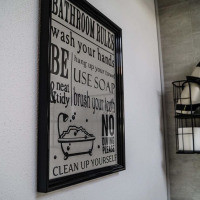 BATHROOM RULES
wash your hands
BE
hang up your towel
neat
&tidy
USE SOAP
brush your teeth
NO
PLEASE
CLEAN UP YOURSELF